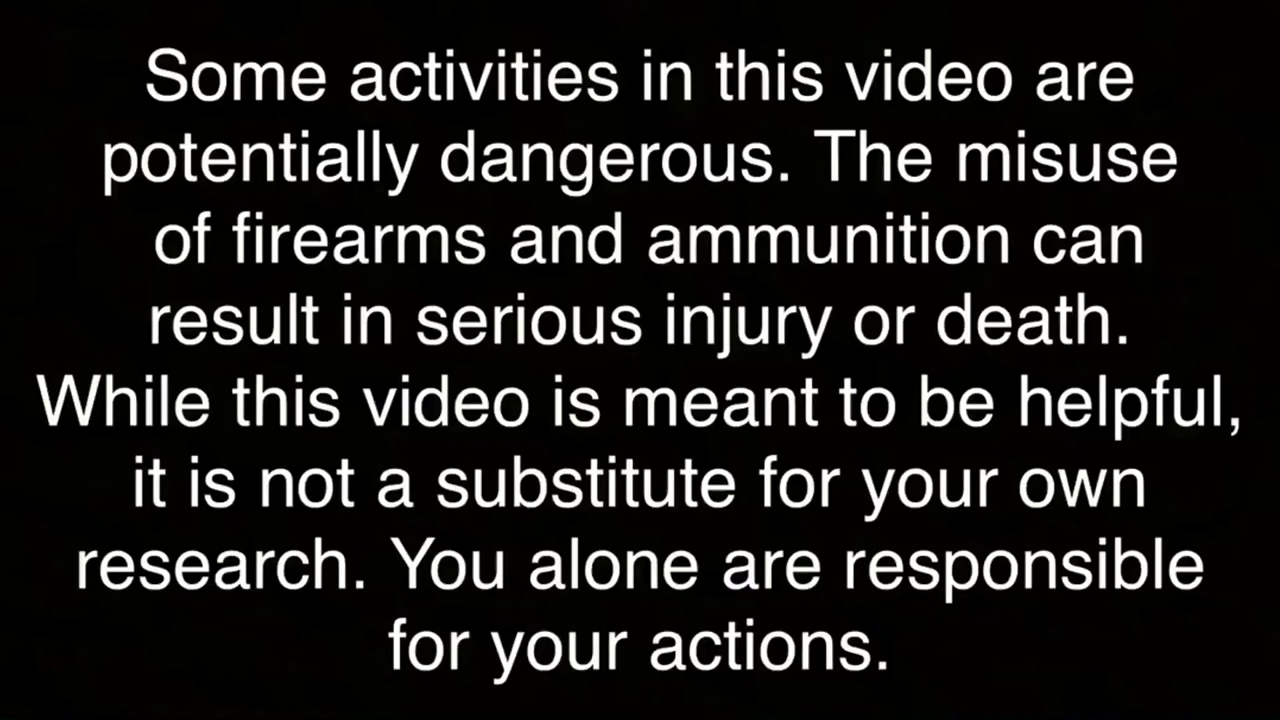 Some activities in this video are
potentially dangerous. The misuse
of firearms and ammunition can
result in serious injury or death.
While this video is meant to be helpful,
it is not a substitute for your own
research. You alone are responsible
for your actions.